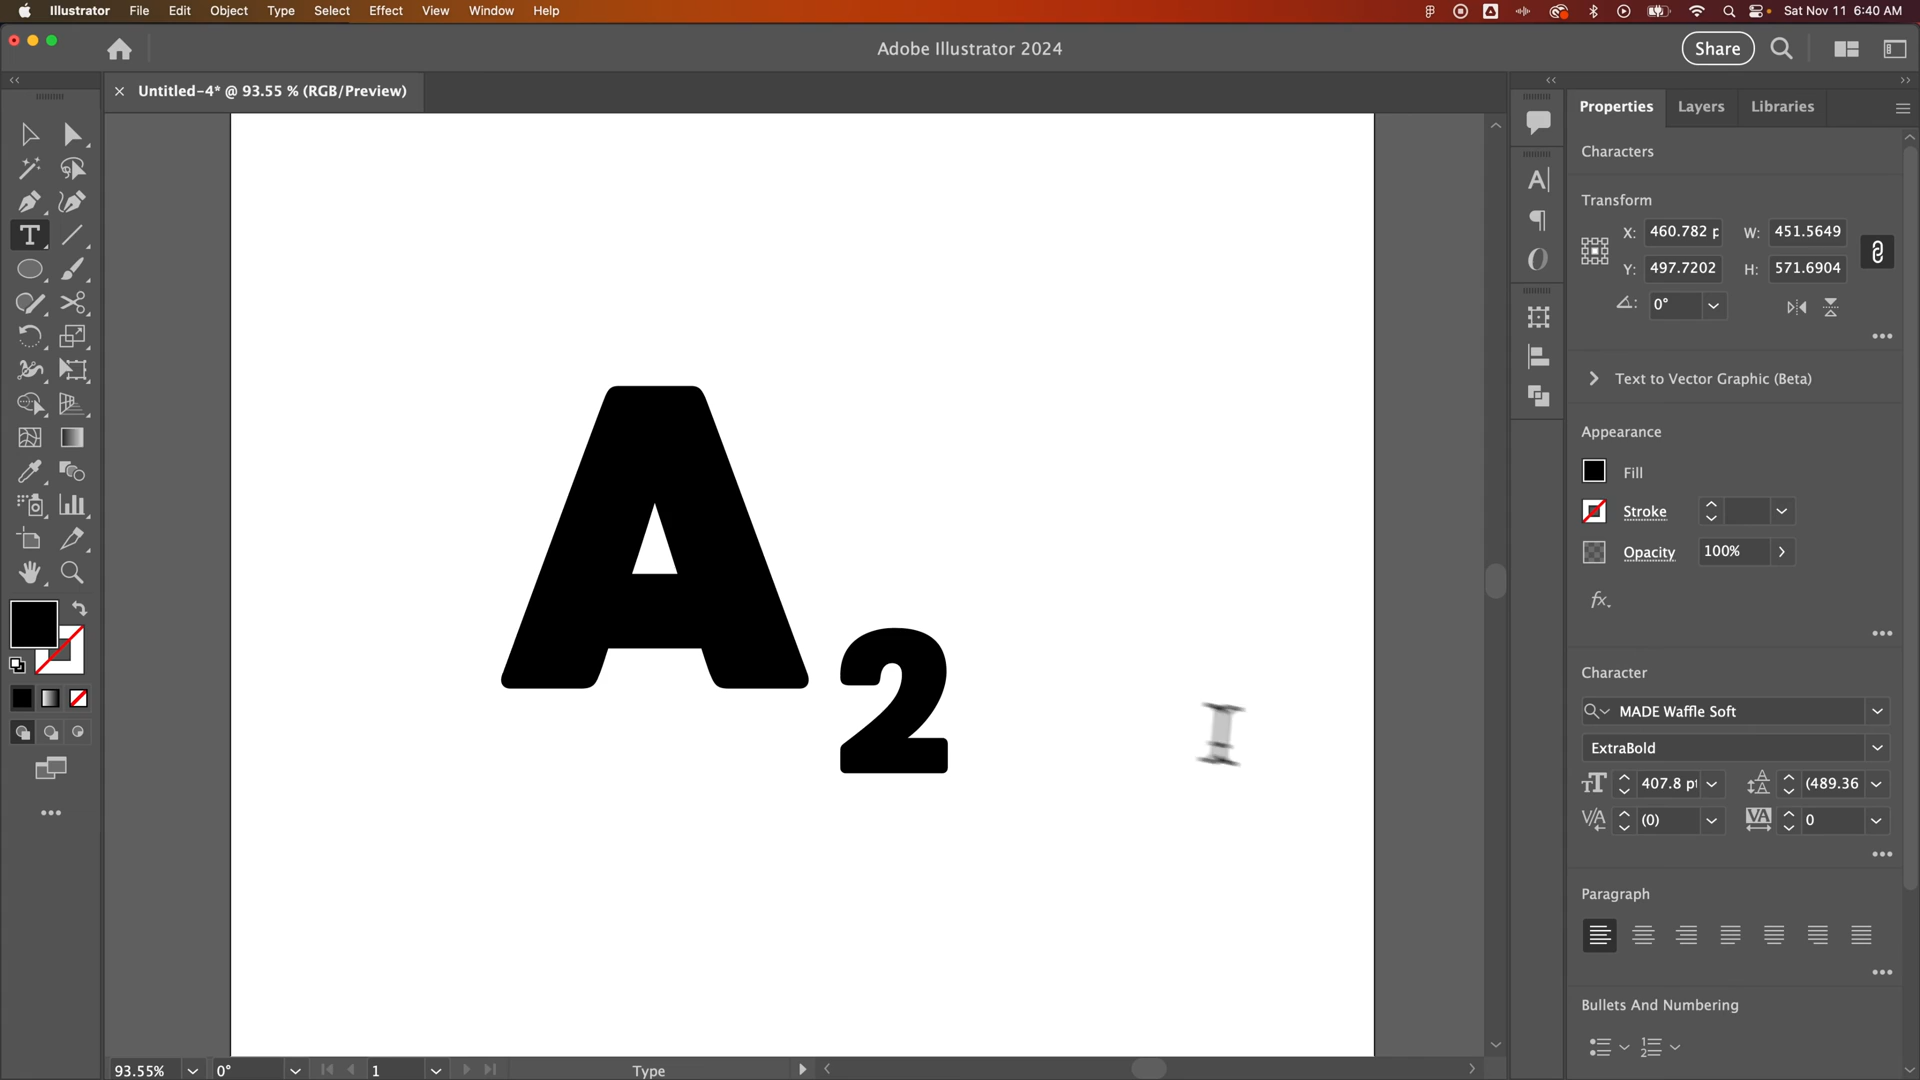 Illustrator File Edit Object Type Select Effect View Window Help Sat Nov 11 6:40 AM
Adobe Illustrator 2024
Share
Untitled-4* @ 93.55 % (RGB/Preview)
Properties Layers Libraries
Characters
Transform
X: 460.782 p W: 451.5649
Y: 497.7202 H: 571.6904
0°
Text to Vector Graphic (Beta)
Appearance
Fill
Stroke
Opacity 100%
fx.
Character
MADE Waffle Soft
ExtraBold
407.8 pt (489.36
(0) 0
Paragraph
Bullets And Numbering
A2
93.55% 0° 1 Type